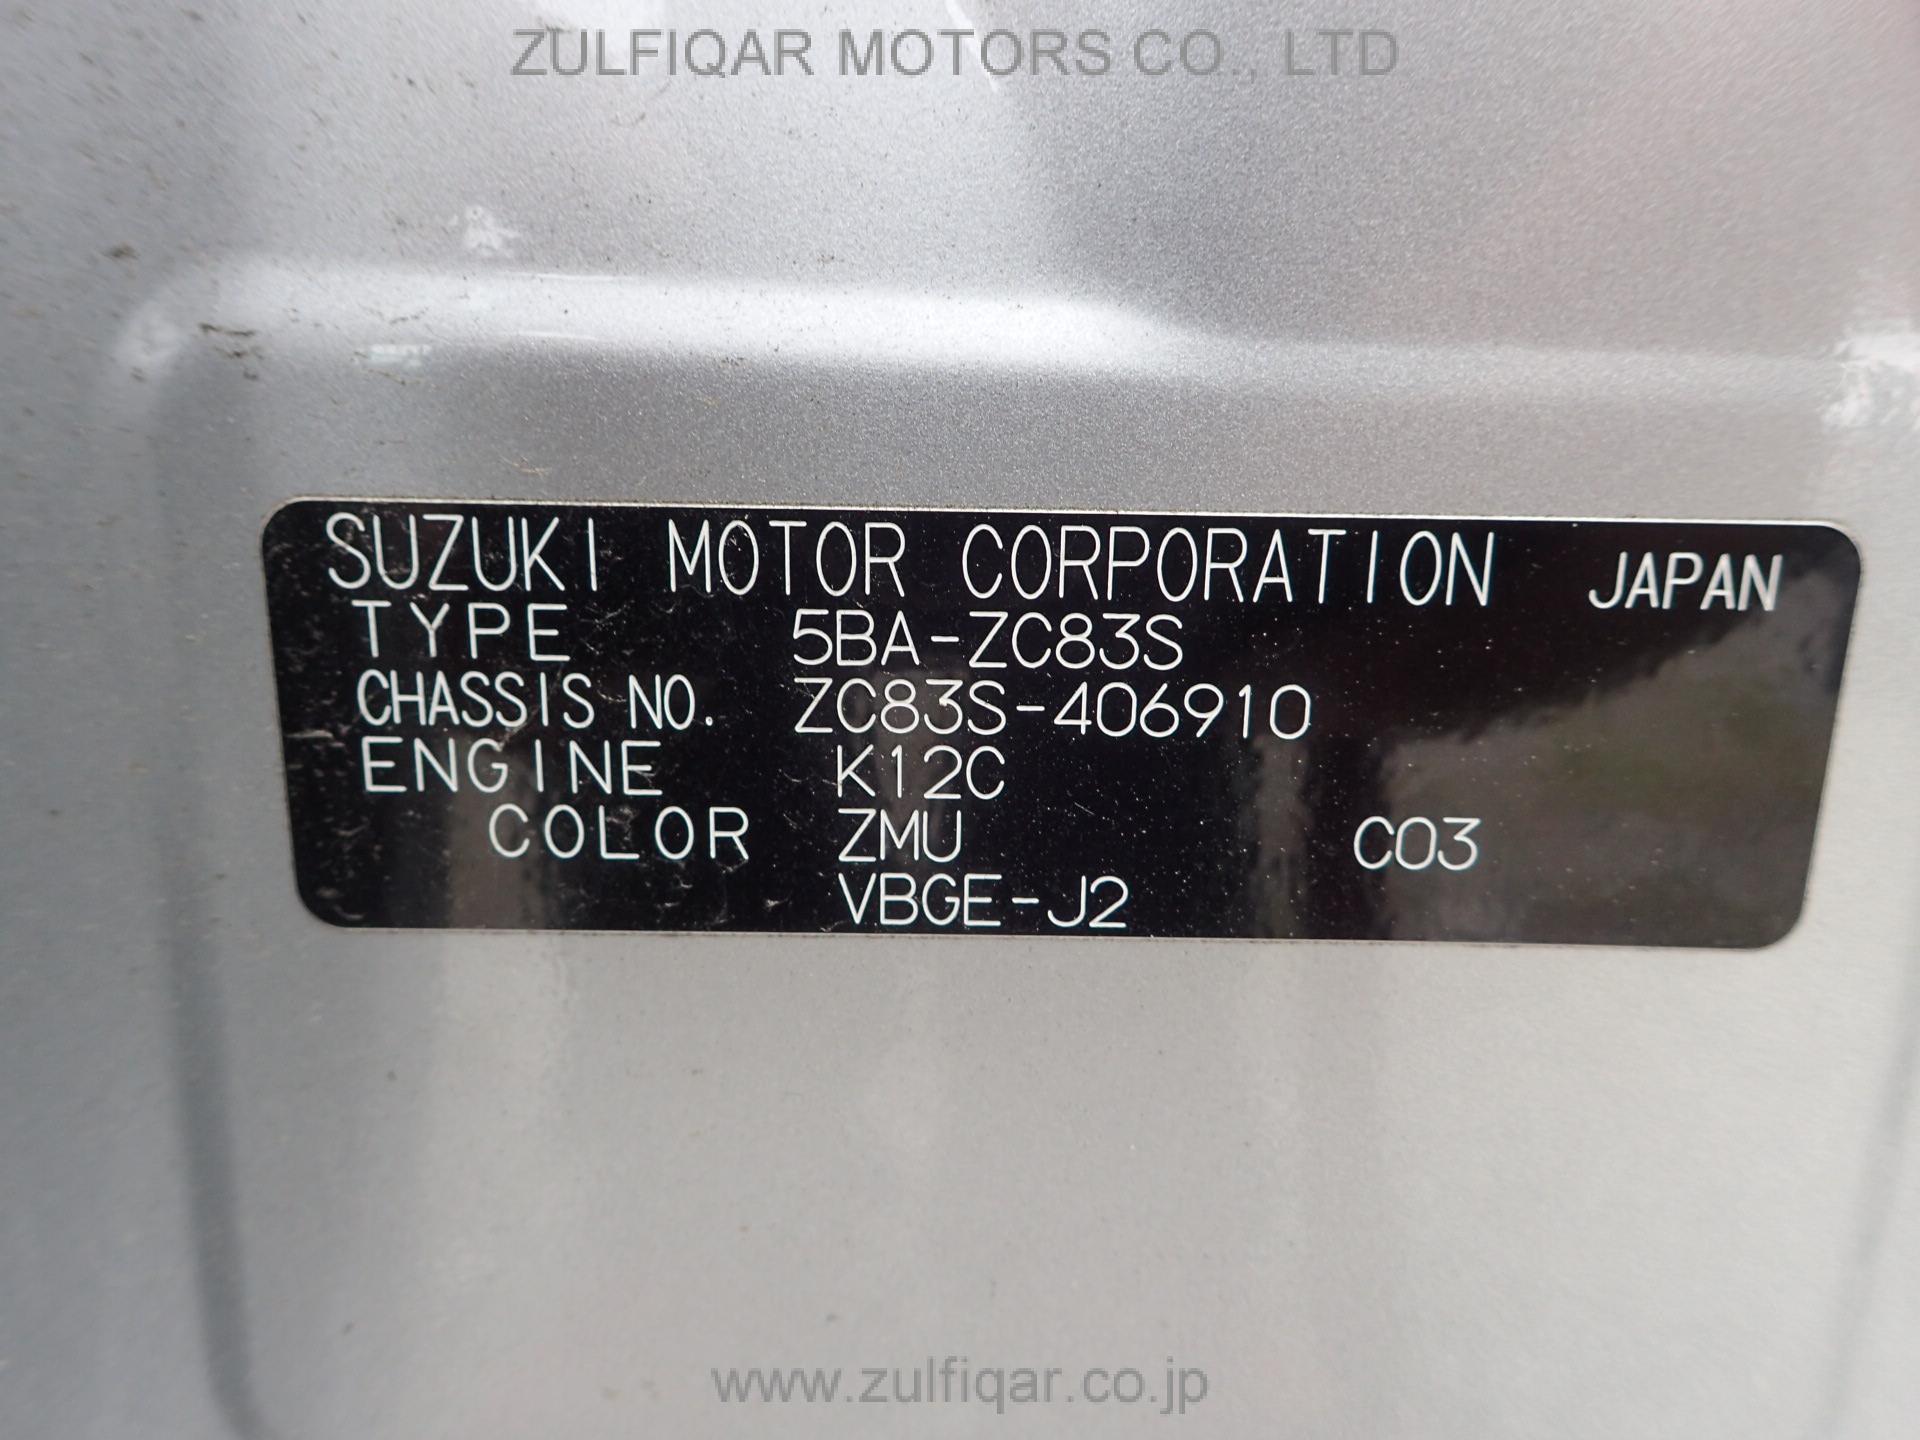 ZULFIQAR MOTORS CO., LTD
SUZUKI MOTOR CORPORATION JAPAN
TYPE 5BA-ZC83S
CHASSIS NO. ZC83S-406910
ENGINE K12C
COLOR ZMU C03
VBGE-J2
www.zulfiqar.co.jp